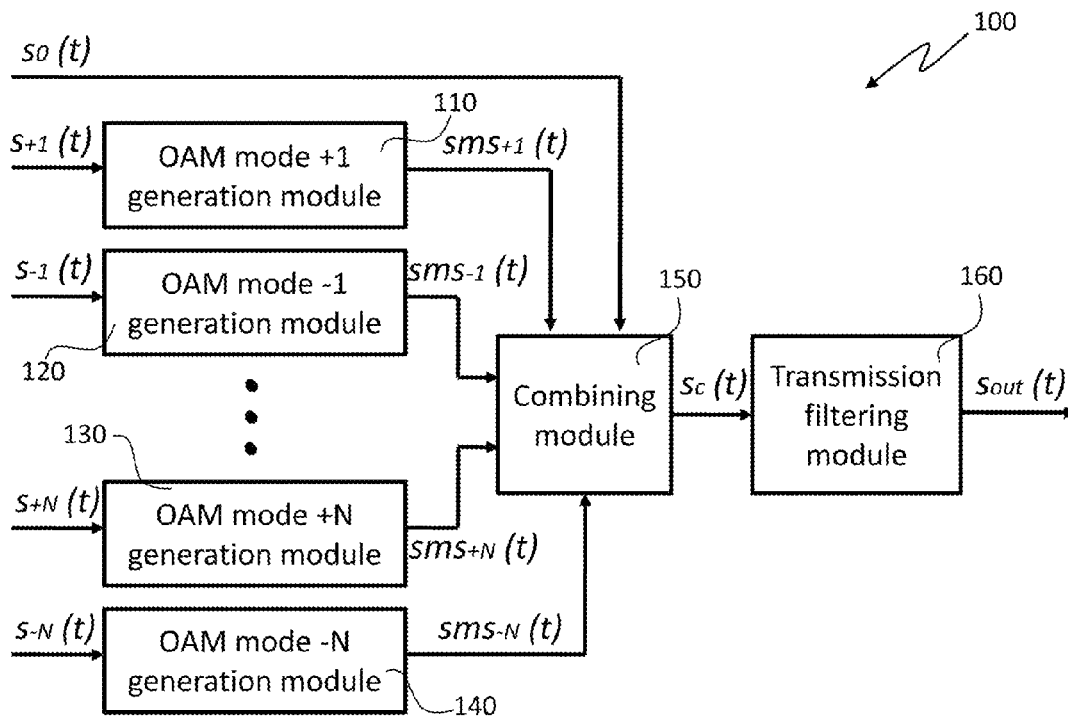 100
s0 (t)
110
s+1 (t)
OAM mode +1
generation module
sms+1 (t)
s-1 (t)
OAM mode -1
generation module
sms-1 (t)
120
150
160
Combining
module
sc (t)
Transmission
filtering
module
sout (t)
130
s+N (t)
OAM mode +N
generation module
sms+N (t)
s-N (t)
OAM mode -N
generation module
sms-N (t)
140